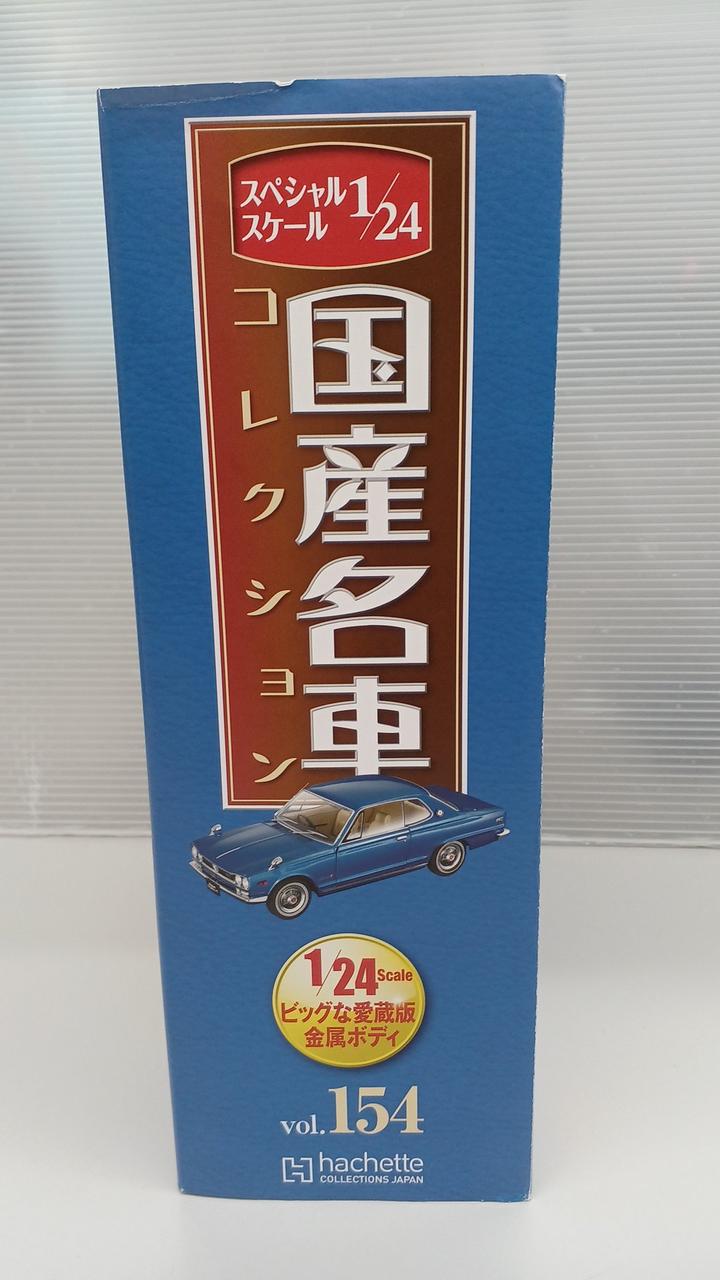 スペシャル
スケール 1/24
国産名車
コレクション
1/24 Scale
ビッグな愛蔵版
金属ボディ
vol.154
hachette
COLLECTIONS JAPAN